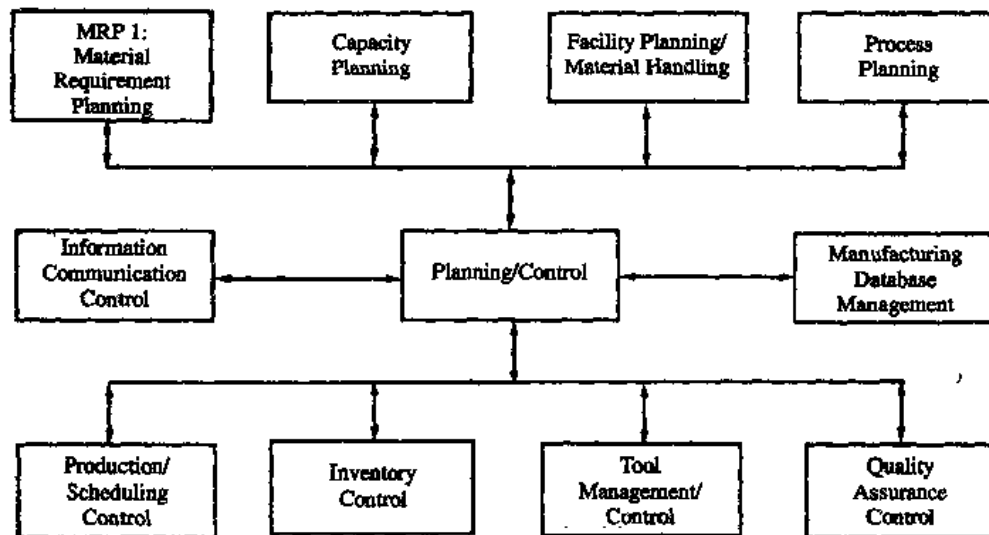 MRP 1:
Material
Requirement
Planning
Capacity
Planning
Facility Planning/
Material Handling
Process
Planning
Information
Communication
Control
Planning/Control
Manufacturing
Database
Management
Production/
Scheduling
Control
Inventory
Control
Tool
Management/
Control
Quality
Assurance
Control